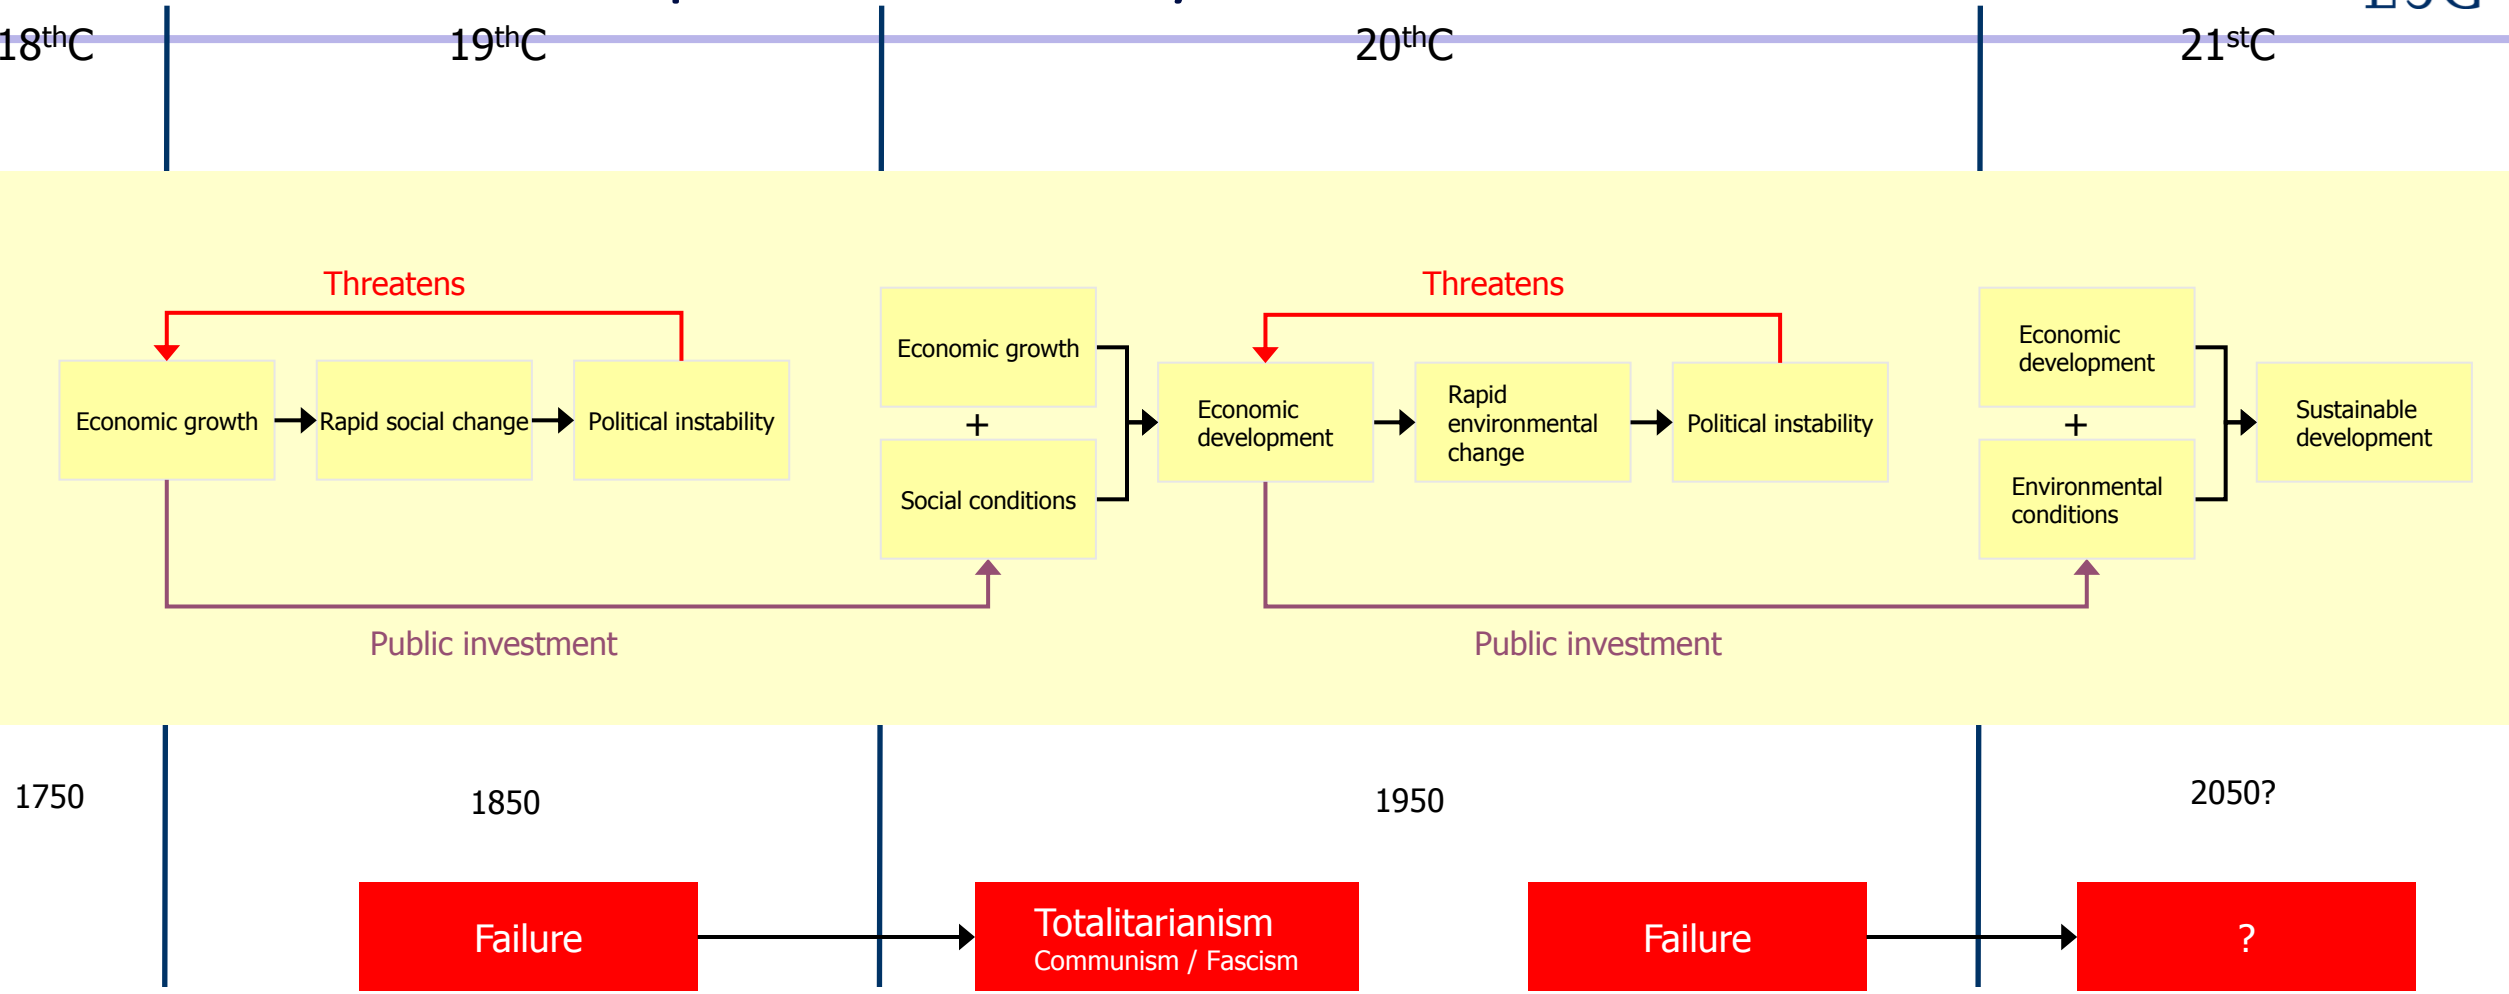 18thC
19thC
20thC
21stC
Threatens
Economic growth
Rapid social change
Political instability
Public investment
Economic growth
+
Social conditions
Threatens
Economic
development
Rapid
environmental
change
Political instability
Public investment
Economic
development
+
Environmental
conditions
Sustainable
development
1750
1850
1950
2050?
Failure
Totalitarianism
Communism / Fascism
Failure
?